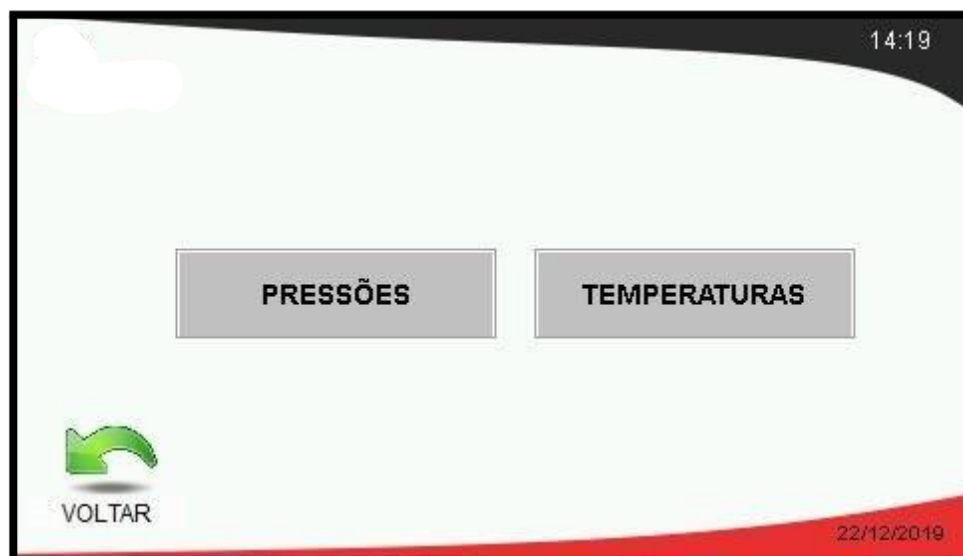 14:19
PRESSÕES
TEMPERATURAS
VOLTAR
22/12/2019